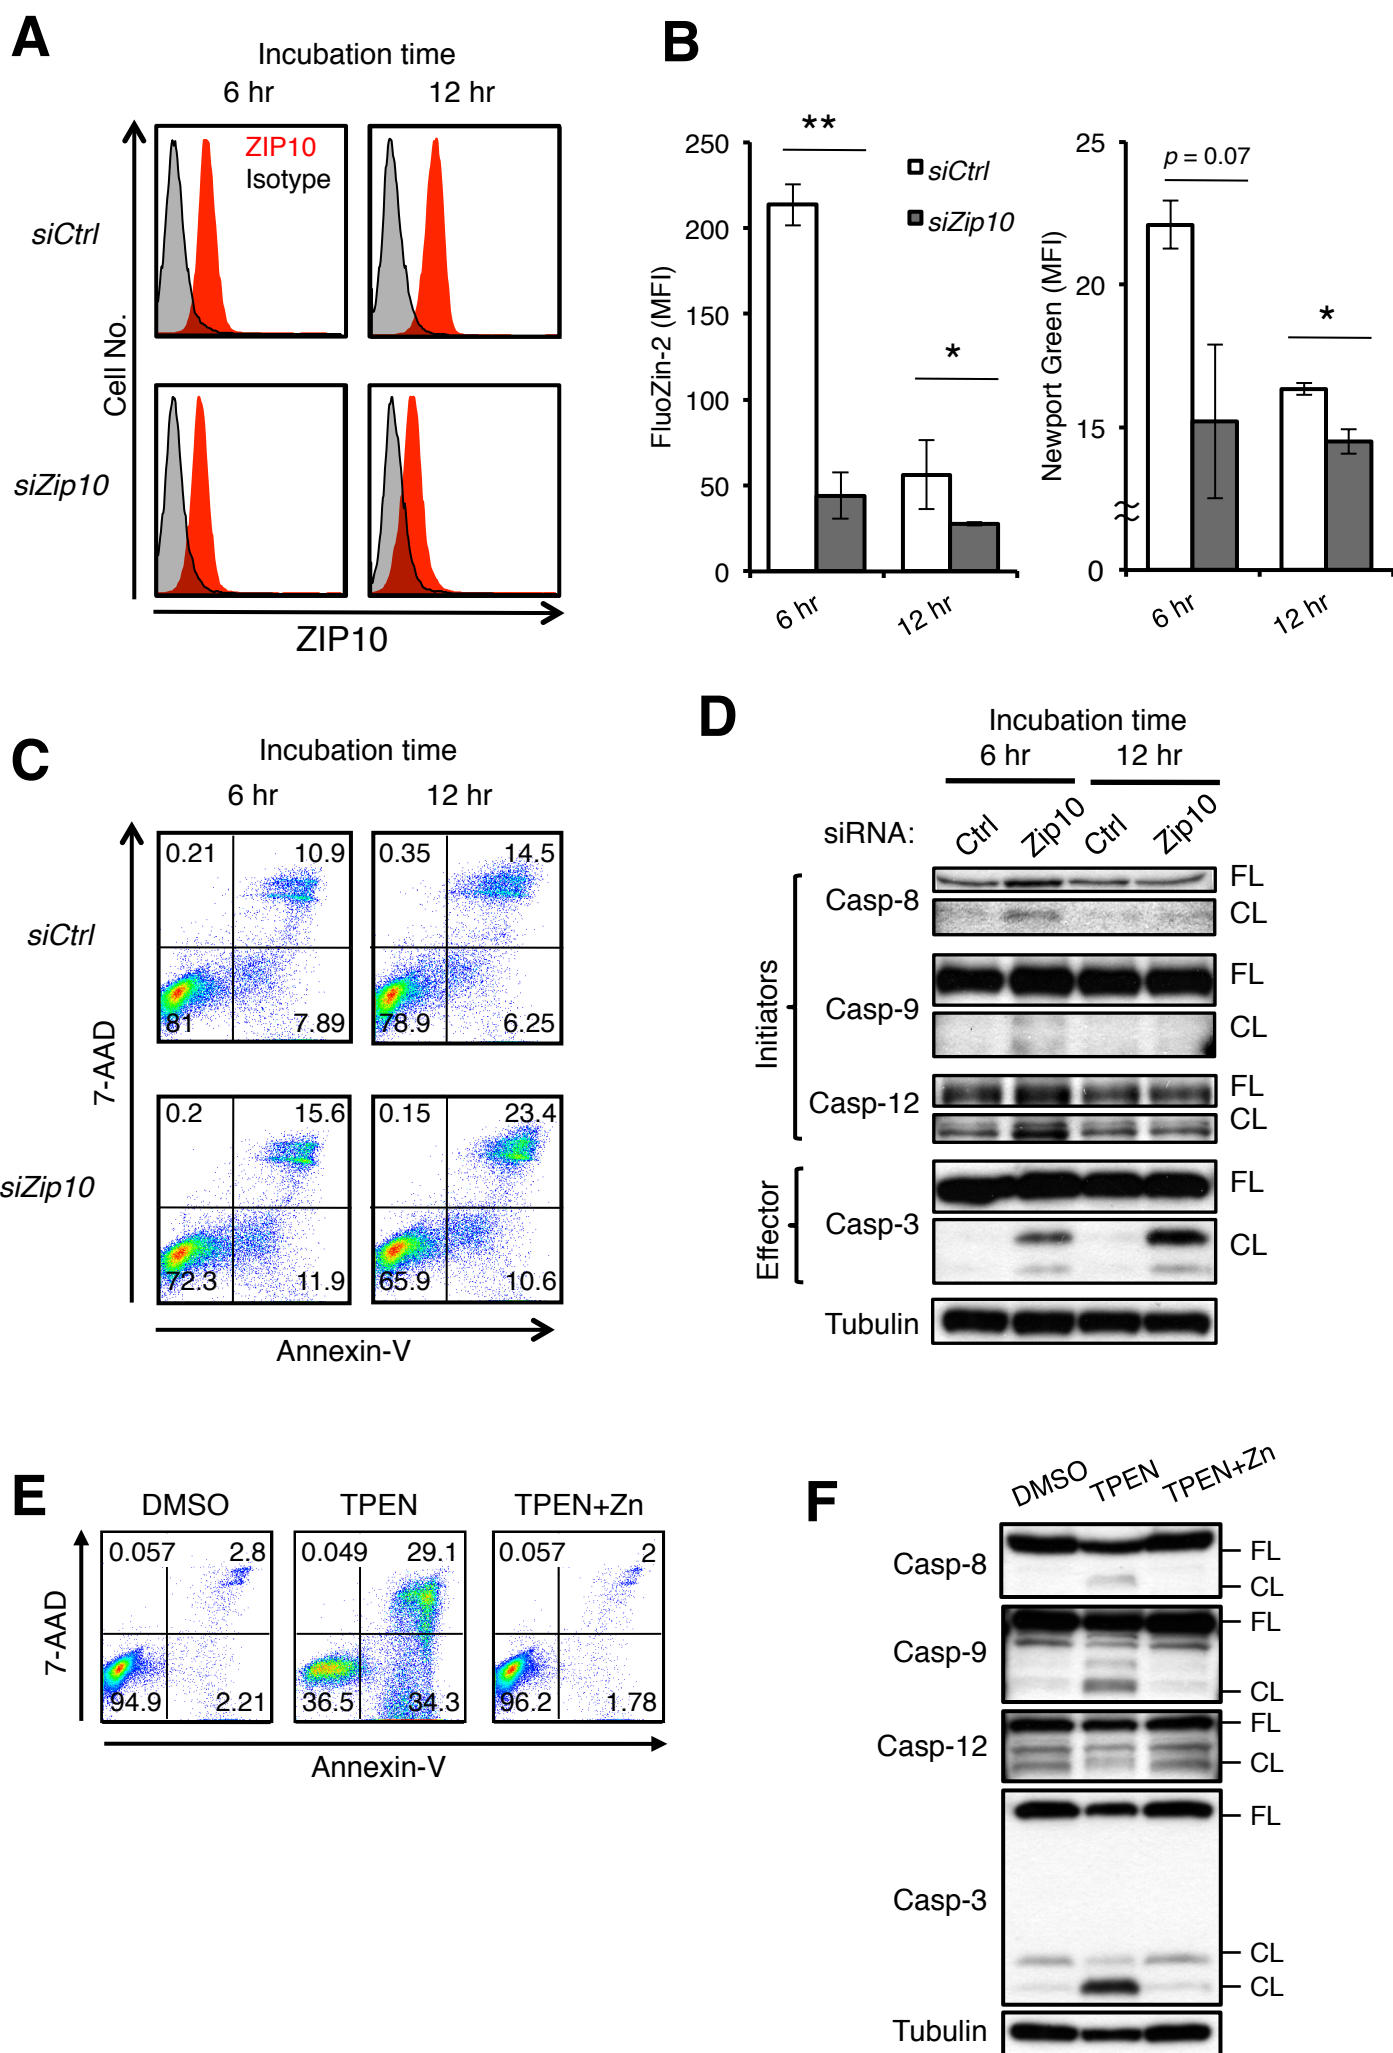 A
Incubation time
6 hr
12 hr
ZIP10
Isotype
siCtrl
siZip10
Cell No.
ZIP10
B
250
200
150
100
50
0
FluoZin-2 (MFI)
**
*
siCtrl
siZip10
6 hr
12 hr
25
20
15
0
Newport Green (MFI)
p = 0.07
*
6 hr
12 hr
C
Incubation time
6 hr
12 hr
siCtrl
0.21
10.9
81
7.89
0.35
14.5
78.9
6.25
siZip10
0.2
15.6
72.3
11.9
0.15
23.4
65.9
10.6
7-AAD
Annexin-V
D
Incubation time
6 hr
12 hr
siRNA:
Ctrl
Zip10
Ctrl
Zip10
Initiators
Casp-8
FL
CL
Casp-9
FL
CL
Casp-12
FL
CL
Effector
Casp-3
FL
CL
Tubulin
E
DMSO
TPEN
TPEN+Zn
0.057
2.8
94.9
2.21
0.049
29.1
36.5
34.3
0.057
2
96.2
1.78
7-AAD
Annexin-V
F
DMSO
TPEN
TPEN+Zn
Casp-8
FL
CL
Casp-9
FL
CL
Casp-12
FL
CL
Casp-3
FL
CL
CL
Tubulin